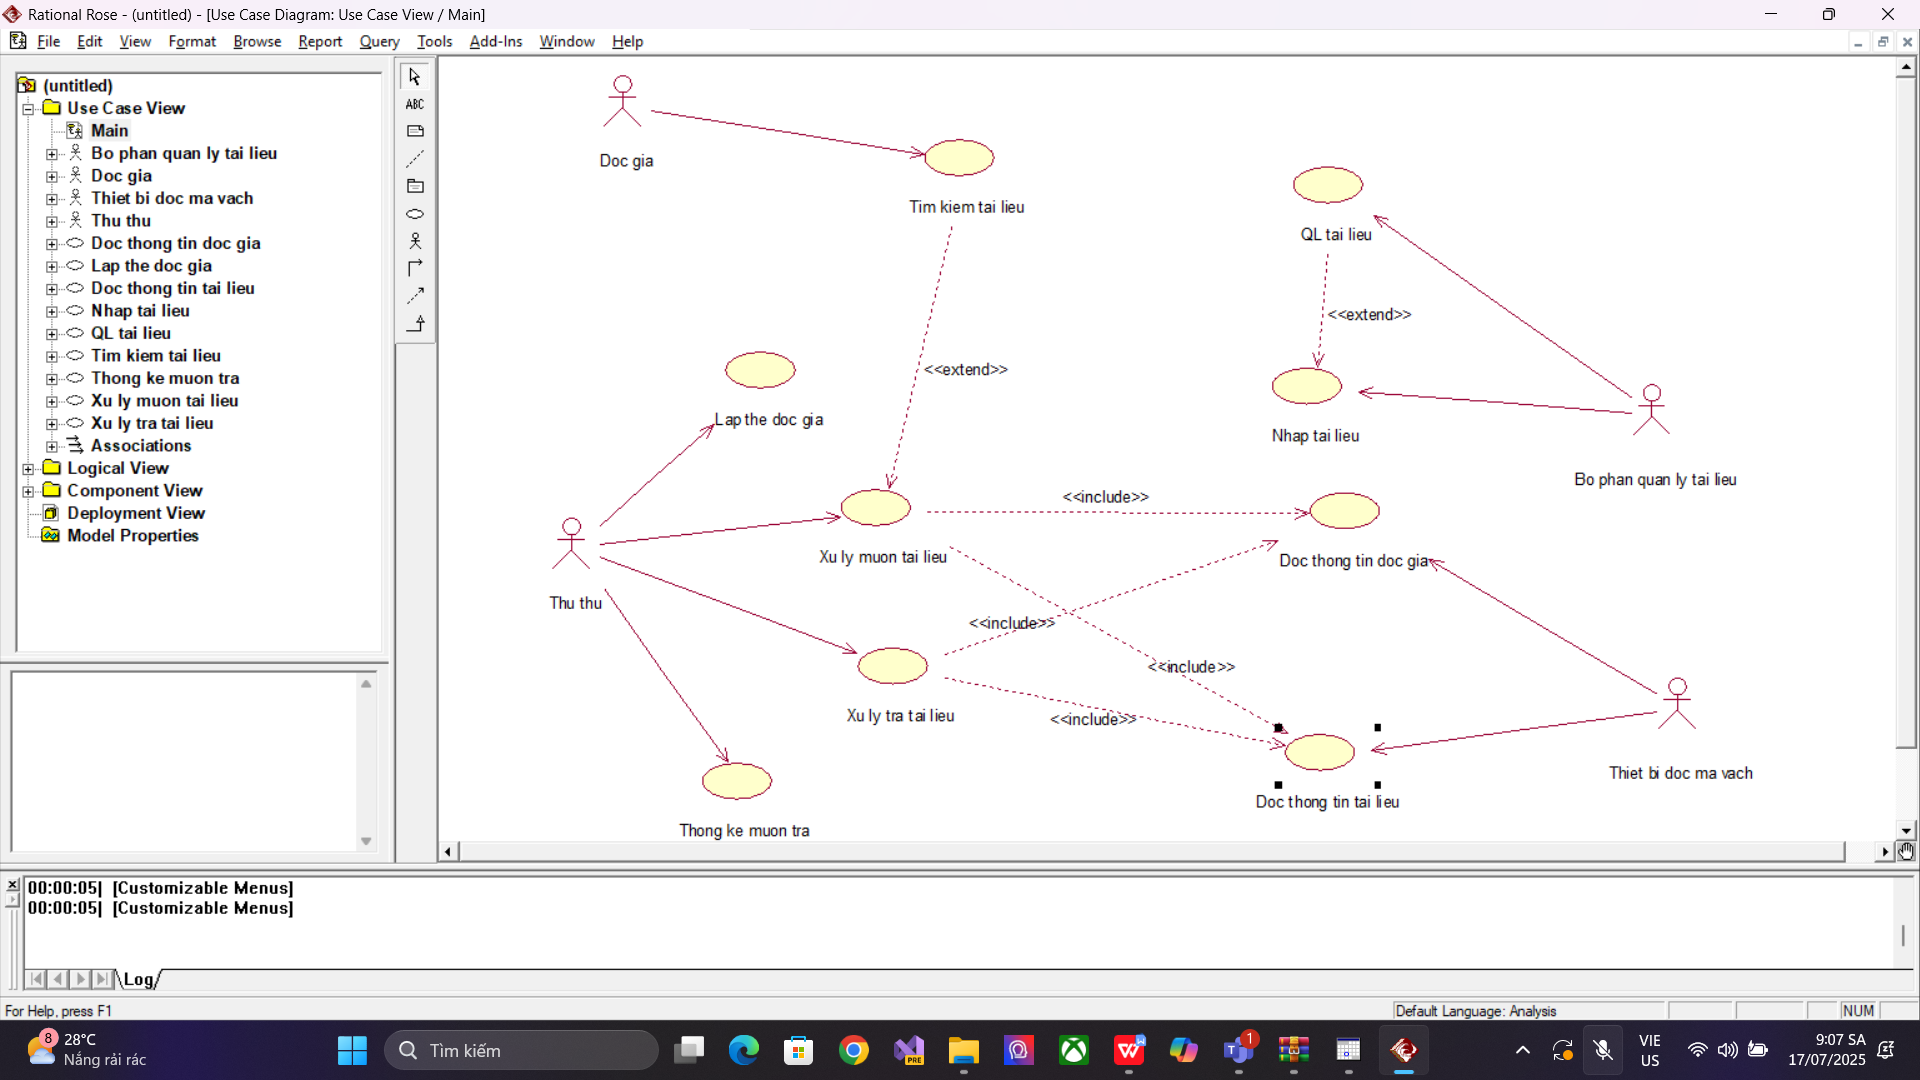 Rational Rose - (untitled) - [Use Case Diagram: Use Case View / Main]
File Edit View Format Browse Report Query Tools Add-Ins Window Help
(untitled)
Use Case View
Main
Bo phan quan ly tai lieu
Doc gia
Thiet bi doc ma vach
Thu thu
Doc thong tin doc gia
Lap the doc gia
Doc thong tin tai lieu
Nhap tai lieu
QL tai lieu
Tim kiem tai lieu
Thong ke muon tra
Xu ly muon tai lieu
Xu ly tra tai lieu
Associations
Logical View
Component View
Deployment View
Model Properties
ABC
Doc gia
Tim kiem tai lieu
QL tai lieu
<<extend>>
<<extend>>
Lap the doc gia
Nhap tai lieu
Bo phan quan ly tai lieu
<<include>>
Xu ly muon tai lieu
Doc thong tin doc gia
Thu thu
<<include>>
<<include>>
Xu ly tra tai lieu
<<include>>
Thiet bi doc ma vach
Doc thong tin tai lieu
Thong ke muon tra
00:00:05| [Customizable Menus]
00:00:05| [Customizable Menus]
Log
For Help, press F1
Default Language: Analysis
NUM
8
28°C
Nắng rải rác
Tìm kiếm
PRE
1
VIE
US
9:07 SA
17/07/2025